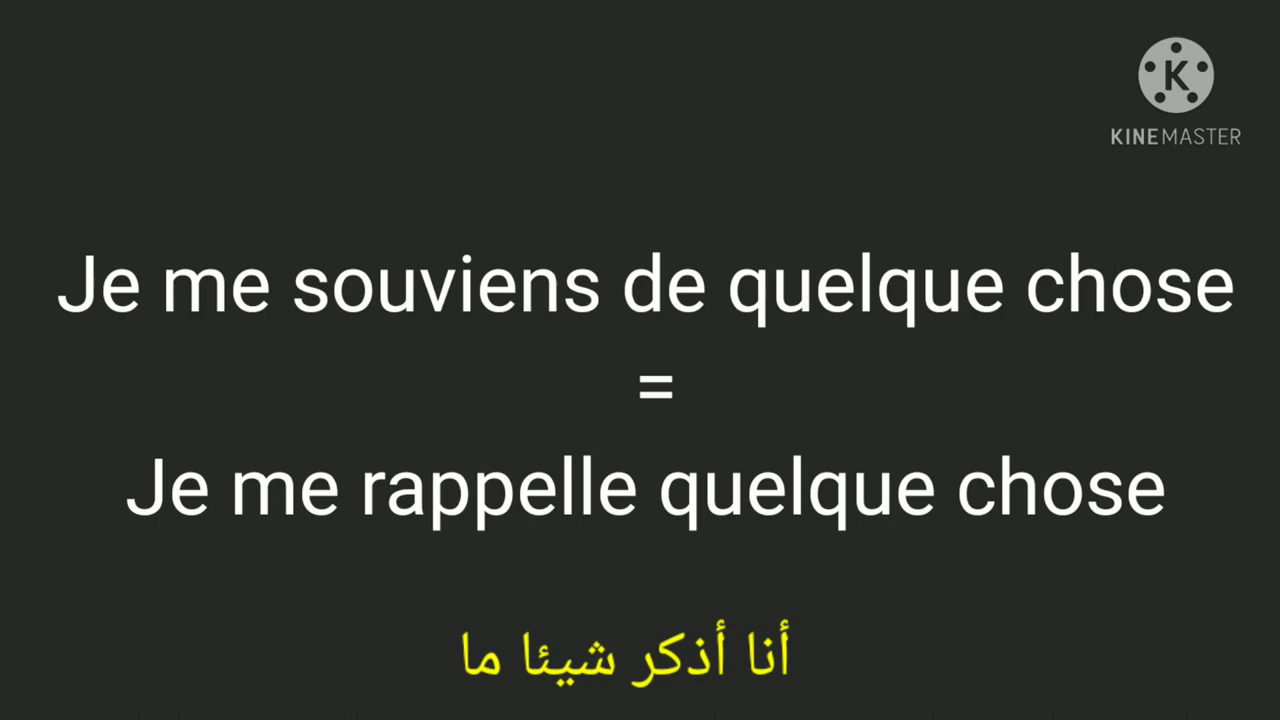 K
KINEMASTER
Je me souviens de quelque chose
=
Je me rappelle quelque chose
أنا أذكر شيئا ما